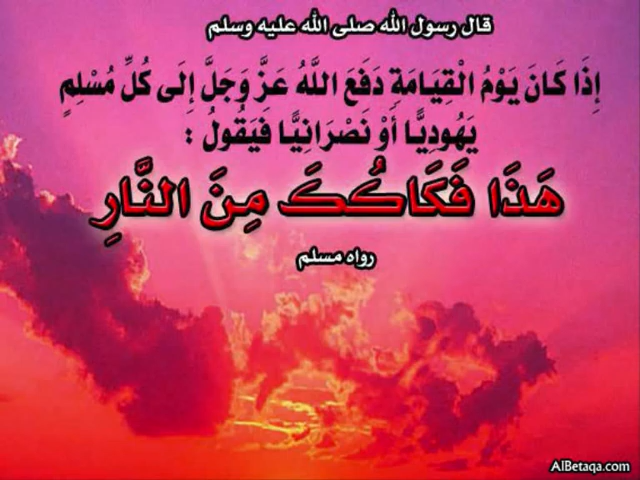 قال رسول الله صلى الله عليه وسلم
إِذَا كَانَ يَوْمُ الْقِيَامَةِ دَفَعَ اللَّهُ عَزَّ وَجَلَّ إِلَى كُلِّ مُسْلِمٍ
يَهُودِيًّا أَوْ نَصْرَانِيًّا فَيَقُولُ :
هَذَا فَكَاكُكَ مِنَ النَّارِ
رواه مسلم
AlBetaqa.com